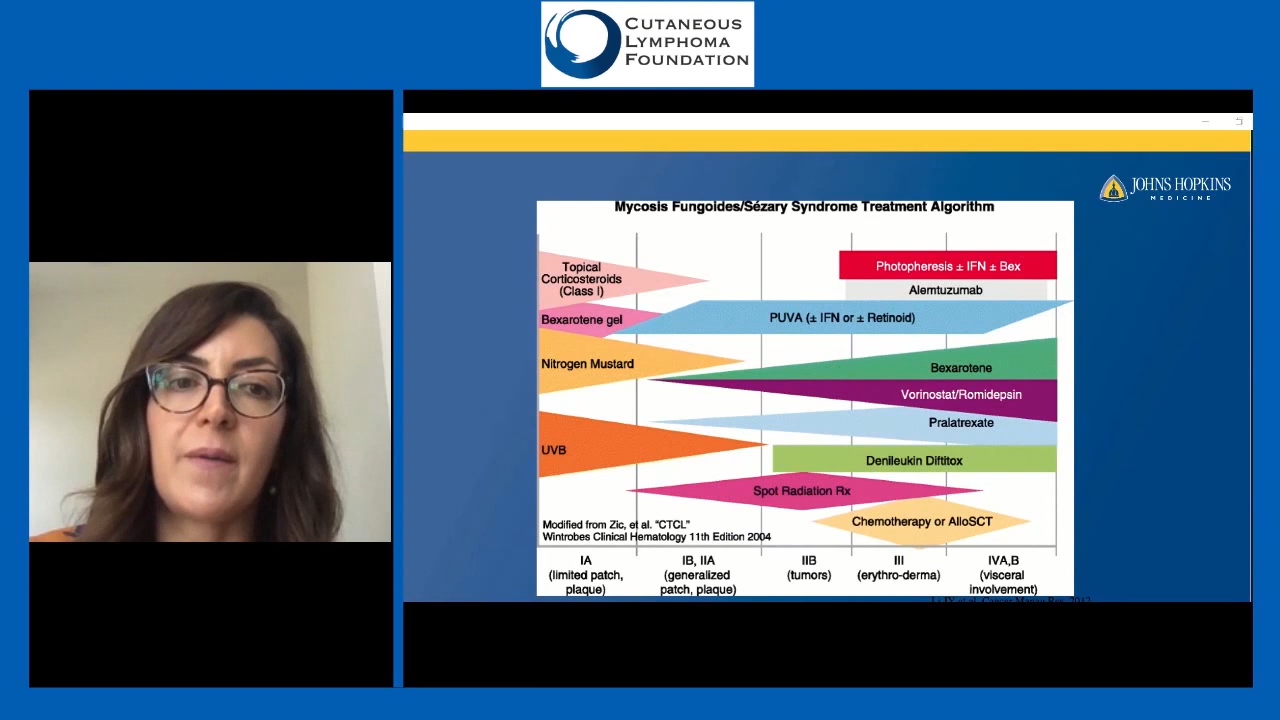 CUTANEOUS
LYMPHOMA
FOUNDATION
JOHNS HOPKINS
MEDICINE
Mycosis Fungoides/Sézary Syndrome Treatment Algorithm
Topical
Corticosteroids
(Class I)
Photopheresis ± IFN ± Bex
Alemtuzumab
Bexarotene gel
PUVA (± IFN or ± Retinoid)
Nitrogen Mustard
Bexarotene
Vorinostat/Romidepsin
Pralatrexate
UVB
Denileukin Diftitox
Spot Radiation Rx
Chemotherapy or AlloSCT
Modified from Zic, et al. "CTCL"
Wintrobes Clinical Hematology 11th Edition 2004
IA
(limited patch,
plaque)
IB, IIA
(generalized
patch, plaque)
IIB
(tumors)
III
(erythro-derma)
IVA,B
(visceral
involvement)